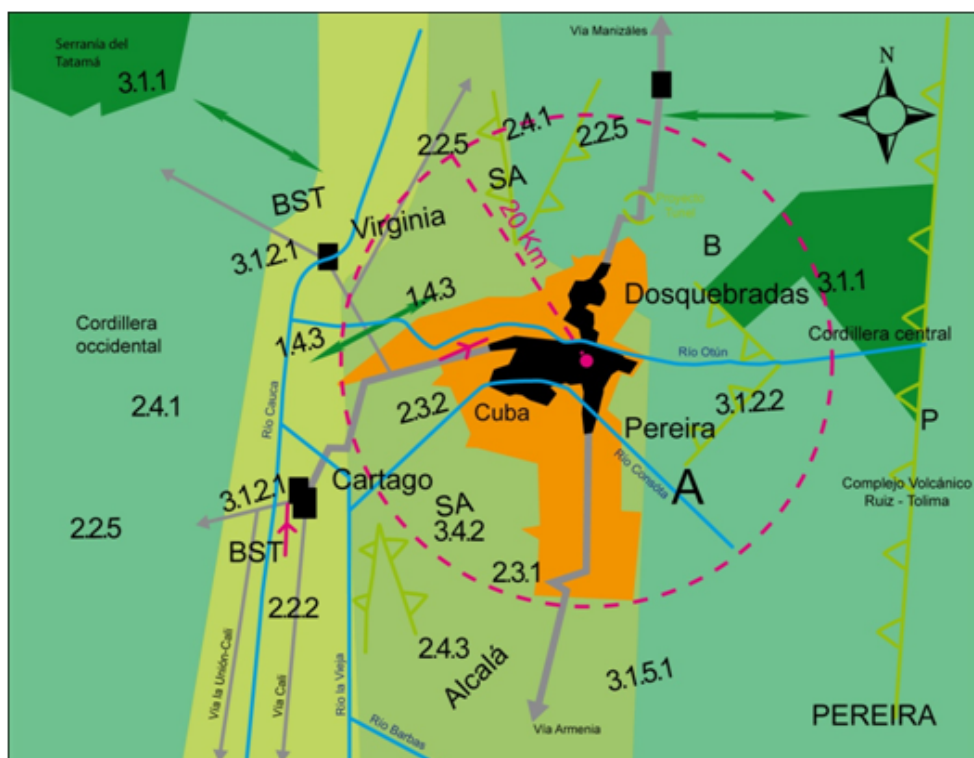 Serranía del
Tatamá
3.1.1
Vía Manizáles
N
2.2.5
2.4.1
2.2.5
SA
BST
20 Km
Virginia
3.1.2.1
B
Dosquebradas
3.1.1
1.4.3
Cordillera central
Cordillera
occidental
1.4.3
Río Otún
Río Cauca
2.4.1
2.3.2
Cuba
3.1.2.2
Pereira
P
Río Consóta
A
Cartago
3.1.2.1
Complejo Volcánico
Ruiz - Tolima
SA
3.4.2
2.2.5
BST
2.3.1
2.2.2
2.4.3
Alcalá
3.1.5.1
Vía la Unión-Cali
Vía Cali
Río la Vieja
Río Barbas
Vía Armenia
PEREIRA